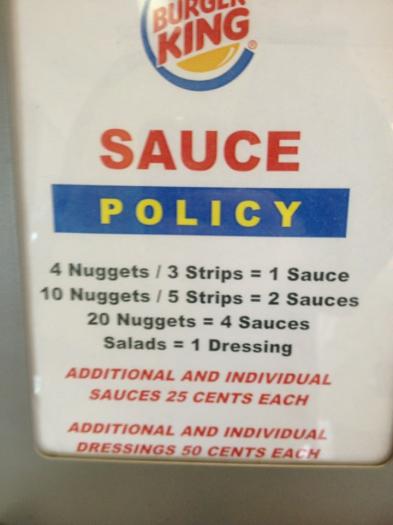 BURGER
KING
SAUCE
POLICY
4 Nuggets / 3 Strips = 1 Sauce
10 Nuggets / 5 Strips = 2 Sauces
20 Nuggets = 4 Sauces
Salads = 1 Dressing
ADDITIONAL AND INDIVIDUAL
SAUCES 25 CENTS EACH
ADDITIONAL AND INDIVIDUAL
DRESSINGS 50 CENTS EACH